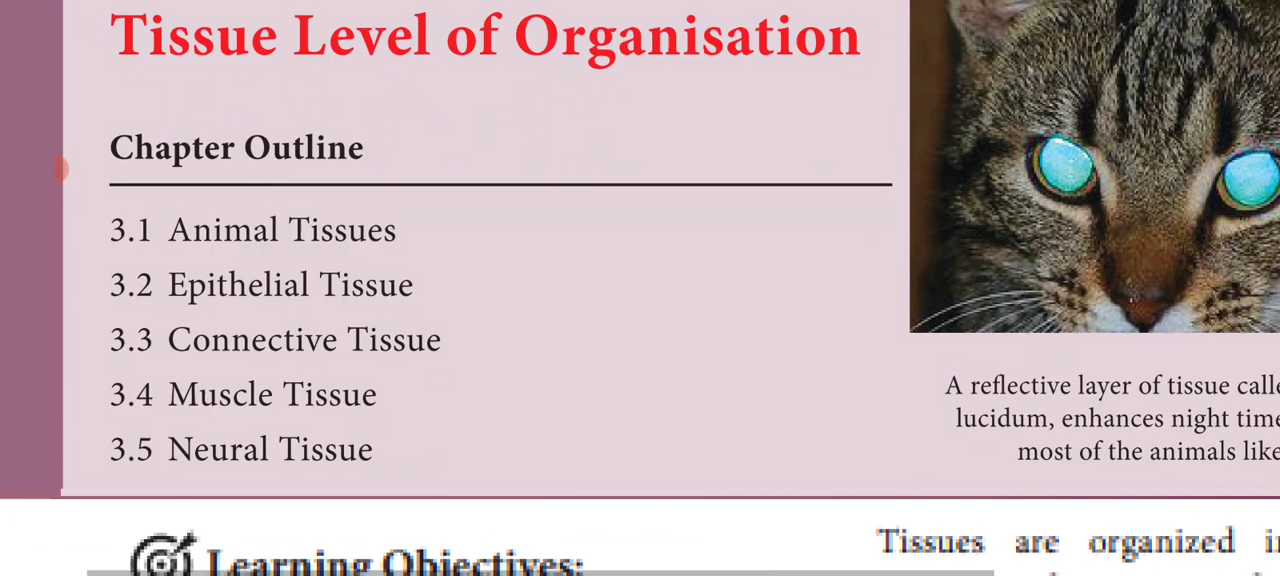 Tissue Level of Organisation
Chapter Outline
3.1 Animal Tissues
3.2 Epithelial Tissue
3.3 Connective Tissue
3.4 Muscle Tissue
3.5 Neural Tissue
A reflective layer of tissue
lucidum, enhances night time
most of the animals like
Learning Objectives:
Tissues are organized